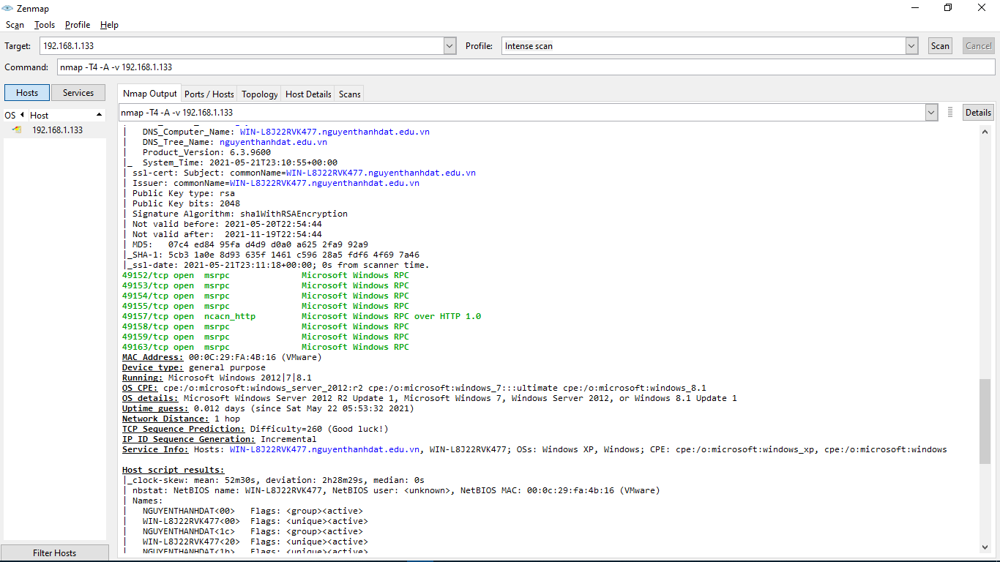 Zenmap
Scan Tools Profile Help
Target: 192.168.1.133 Profile: Intense scan Scan Cancel
Command: nmap -T4 -A -v 192.168.1.133
Hosts Services
OS Host
192.168.1.133
Filter Hosts
Nmap Output Ports / Hosts Topology Host Details Scans
nmap -T4 -A -v 192.168.1.133 Details
|   DNS_Computer_Name: WIN-L8J22RVK477.nguyenthanhdat.edu.vn
|   DNS_Tree_Name: nguyenthanhdat.edu.vn
|   Product_Version: 6.3.9600
|_  System_Time: 2021-05-21T23:10:55+00:00
| ssl-cert: Subject: commonName=WIN-L8J22RVK477.nguyenthanhdat.edu.vn
| Issuer: commonName=WIN-L8J22RVK477.nguyenthanhdat.edu.vn
| Public Key type: rsa
| Public Key bits: 2048
| Signature Algorithm: sha1WithRSAEncryption
| Not valid before: 2021-05-20T22:54:44
| Not valid after:  2021-11-19T22:54:44
| MD5:   07c4 ed84 95fa d4d9 d0a0 a625 2fa9 92a9
|_SHA-1: 5cb3 1a0e 8d93 635f 1461 c596 28a5 fdf6 4f69 7a46
|_ssl-date: 2021-05-21T23:11:18+00:00; 0s from scanner time.
49152/tcp open  msrpc              Microsoft Windows RPC
49153/tcp open  msrpc              Microsoft Windows RPC
49154/tcp open  msrpc              Microsoft Windows RPC
49155/tcp open  msrpc              Microsoft Windows RPC
49157/tcp open  ncacn_http         Microsoft Windows RPC over HTTP 1.0
49158/tcp open  msrpc              Microsoft Windows RPC
49159/tcp open  msrpc              Microsoft Windows RPC
49163/tcp open  msrpc              Microsoft Windows RPC
MAC Address: 00:0C:29:FA:4B:16 (VMware)
Device type: general purpose
Running: Microsoft Windows 2012|7|8.1
OS CPE: cpe:/o:microsoft:windows_server_2012:r2 cpe:/o:microsoft:windows_7:::ultimate cpe:/o:microsoft:windows_8.1
OS details: Microsoft Windows Server 2012 R2 Update 1, Microsoft Windows 7, Windows Server 2012, or Windows 8.1 Update 1
Uptime guess: 0.012 days (since Sat May 22 05:53:32 2021)
Network Distance: 1 hop
TCP Sequence Prediction: Difficulty=260 (Good luck!)
IP ID Sequence Generation: Incremental
Service Info: Hosts: WIN-L8J22RVK477.nguyenthanhdat.edu.vn, WIN-L8J22RVK477; OSs: Windows XP, Windows; CPE: cpe:/o:microsoft:windows_xp, cpe:/o:microsoft:windows
Host script results:
|_clock-skew: mean: 52m30s, deviation: 2h28m29s, median: 0s
| nbstat: NetBIOS name: WIN-L8J22RVK477, NetBIOS user: <unknown>, NetBIOS MAC: 00:0c:29:fa:4b:16 (VMware)
| Names:
|   NGUYENTHANHDAT<00>   Flags: <group><active>
|   WIN-L8J22RVK477<00>  Flags: <unique><active>
|   NGUYENTHANHDAT<1c>   Flags: <group><active>
|   WIN-L8J22RVK477<20>  Flags: <unique><active>
|   NGUYENTHANHDAT<1b>   Flags: <unique><active>